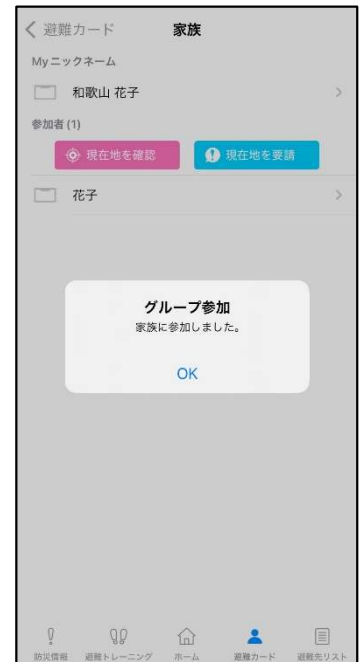 避難カード 家族
Myニックネーム
和歌山 花子
参加者 (1)
現在地を確認 現在地を要請
花子
グループ参加
家族に参加しました。
OK
防災情報 避難トレーニング ホーム 避難カード 避難先リスト